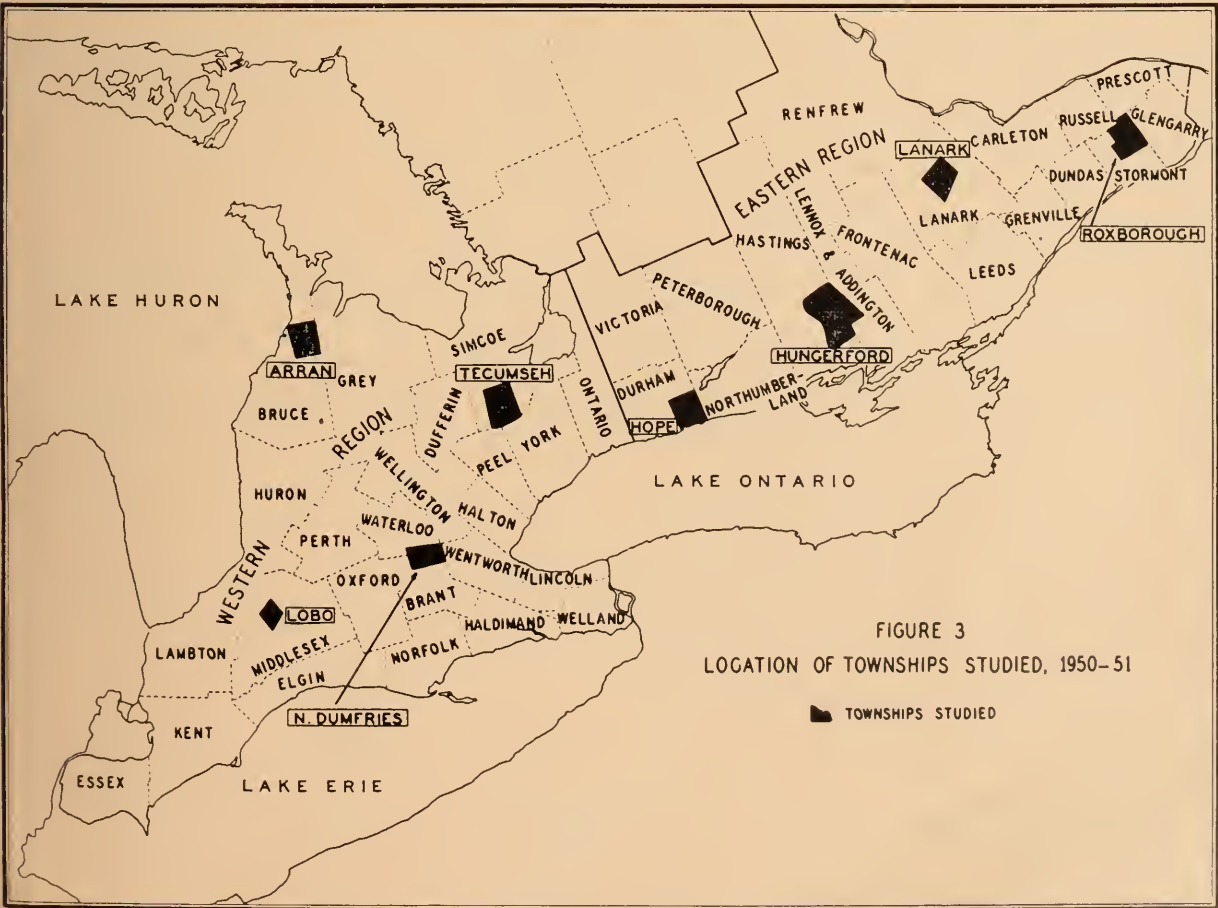 PRESCOTT
RENFREW
RUSSELL
GLENGARRY
EASTERN REGION
LANARK
CARLETON
DUNDAS
STORMONT
LENNOX & ADDINGTON
LANARK
GRENVILLE
ROXBOROUGH
HASTINGS
FRONTENAC
LEEDS
LAKE HURON
PETERBOROUGH
VICTORIA
SIMCOE
HUNGERFORD
ARRAN
TECUMSEH
GREY
DURHAM
NORTHUMBER-
LAND
ONTARIO
BRUCE
DUFFERIN
HOPE
WESTERN REGION
PEEL
YORK
WELLINGTON
LAKE ONTARIO
HURON
HALTON
WATERLOO
PERTH
WENTWORTH
LINCOLN
OXFORD
BRANT
LOBO
HALDIMAND
WELLAND
LAMBTON
MIDDLESEX
NORFOLK
ELGIN
N. DUMFRIES
KENT
ESSEX
LAKE ERIE
FIGURE 3
LOCATION OF TOWNSHIPS STUDIED, 1950-51
TOWNSHIPS STUDIED